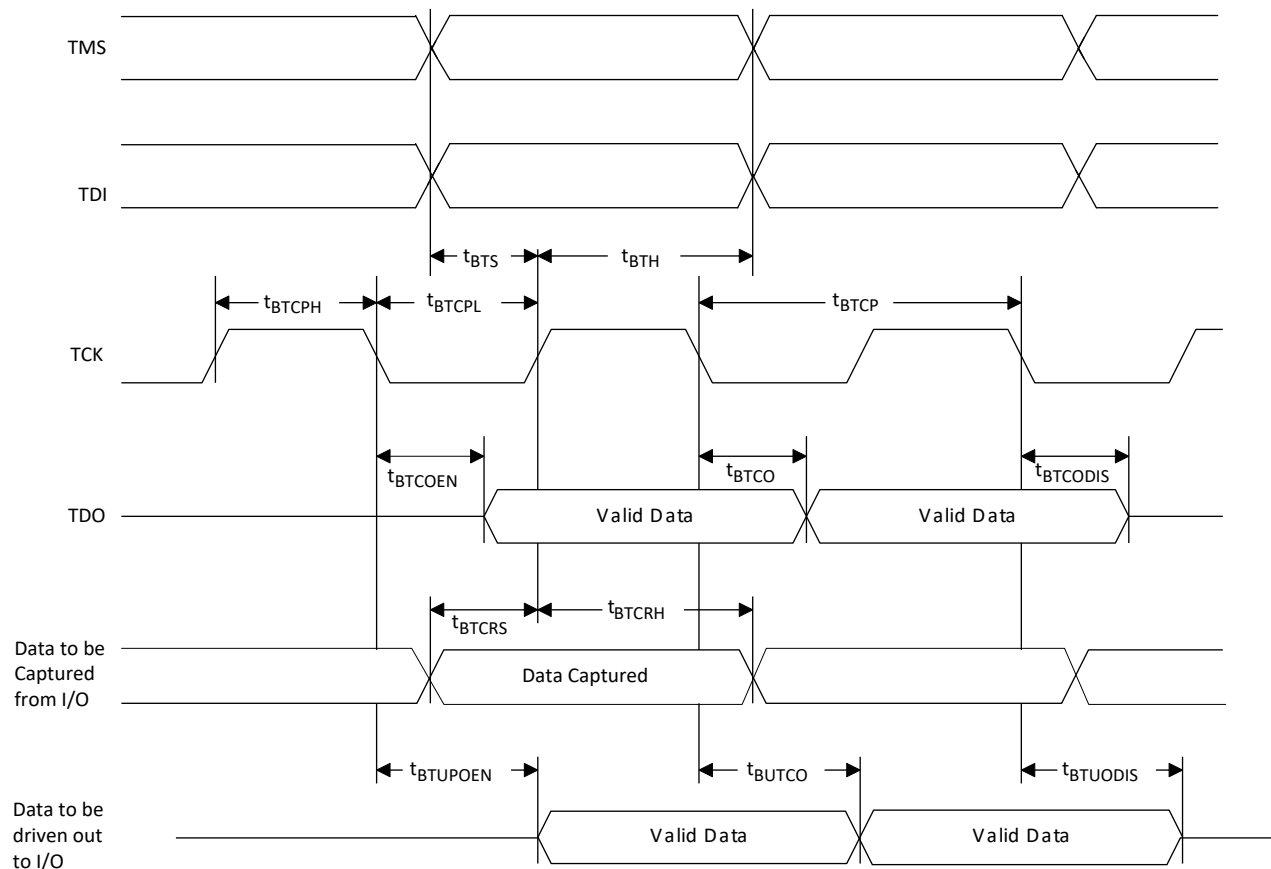 TMS
TDI
tBTS
tBTH
tBTCPH
tBTCPL
tBTCP
TCK
tBTCOEN
tBTCO
tBTCODIS
TDO
Valid Data
Valid Data
tBTCRS
tBTCRH
Data to be
Captured
from I/O
Data Captured
tBTUPOEN
tBUTCO
tBTUODIS
Data to be
driven out
to I/O
Valid Data
Valid Data